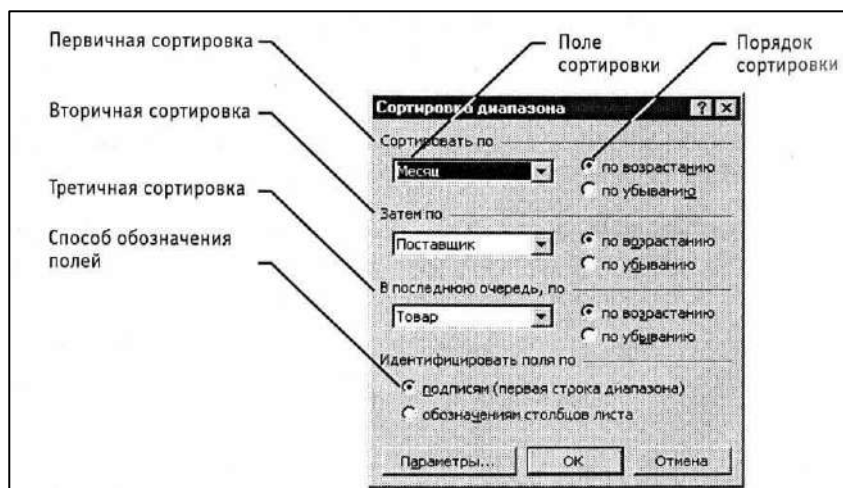 Первичная сортировка
Поле
сортировки
Порядок
сортировки
Вторичная сортировка
Третичная сортировка
Способ обозначения
полей
Сортировка диапазона
Сортировать по
Месяц
по возрастанию
по убыванию
Затем по
Поставщик
по возрастанию
по убыванию
В последнюю очередь, по
Товар
по возрастанию
по убыванию
Идентифицировать поля по
подписям (первая строка диапазона)
обозначениям столбцов листа
Параметры...
ОК
Отмена